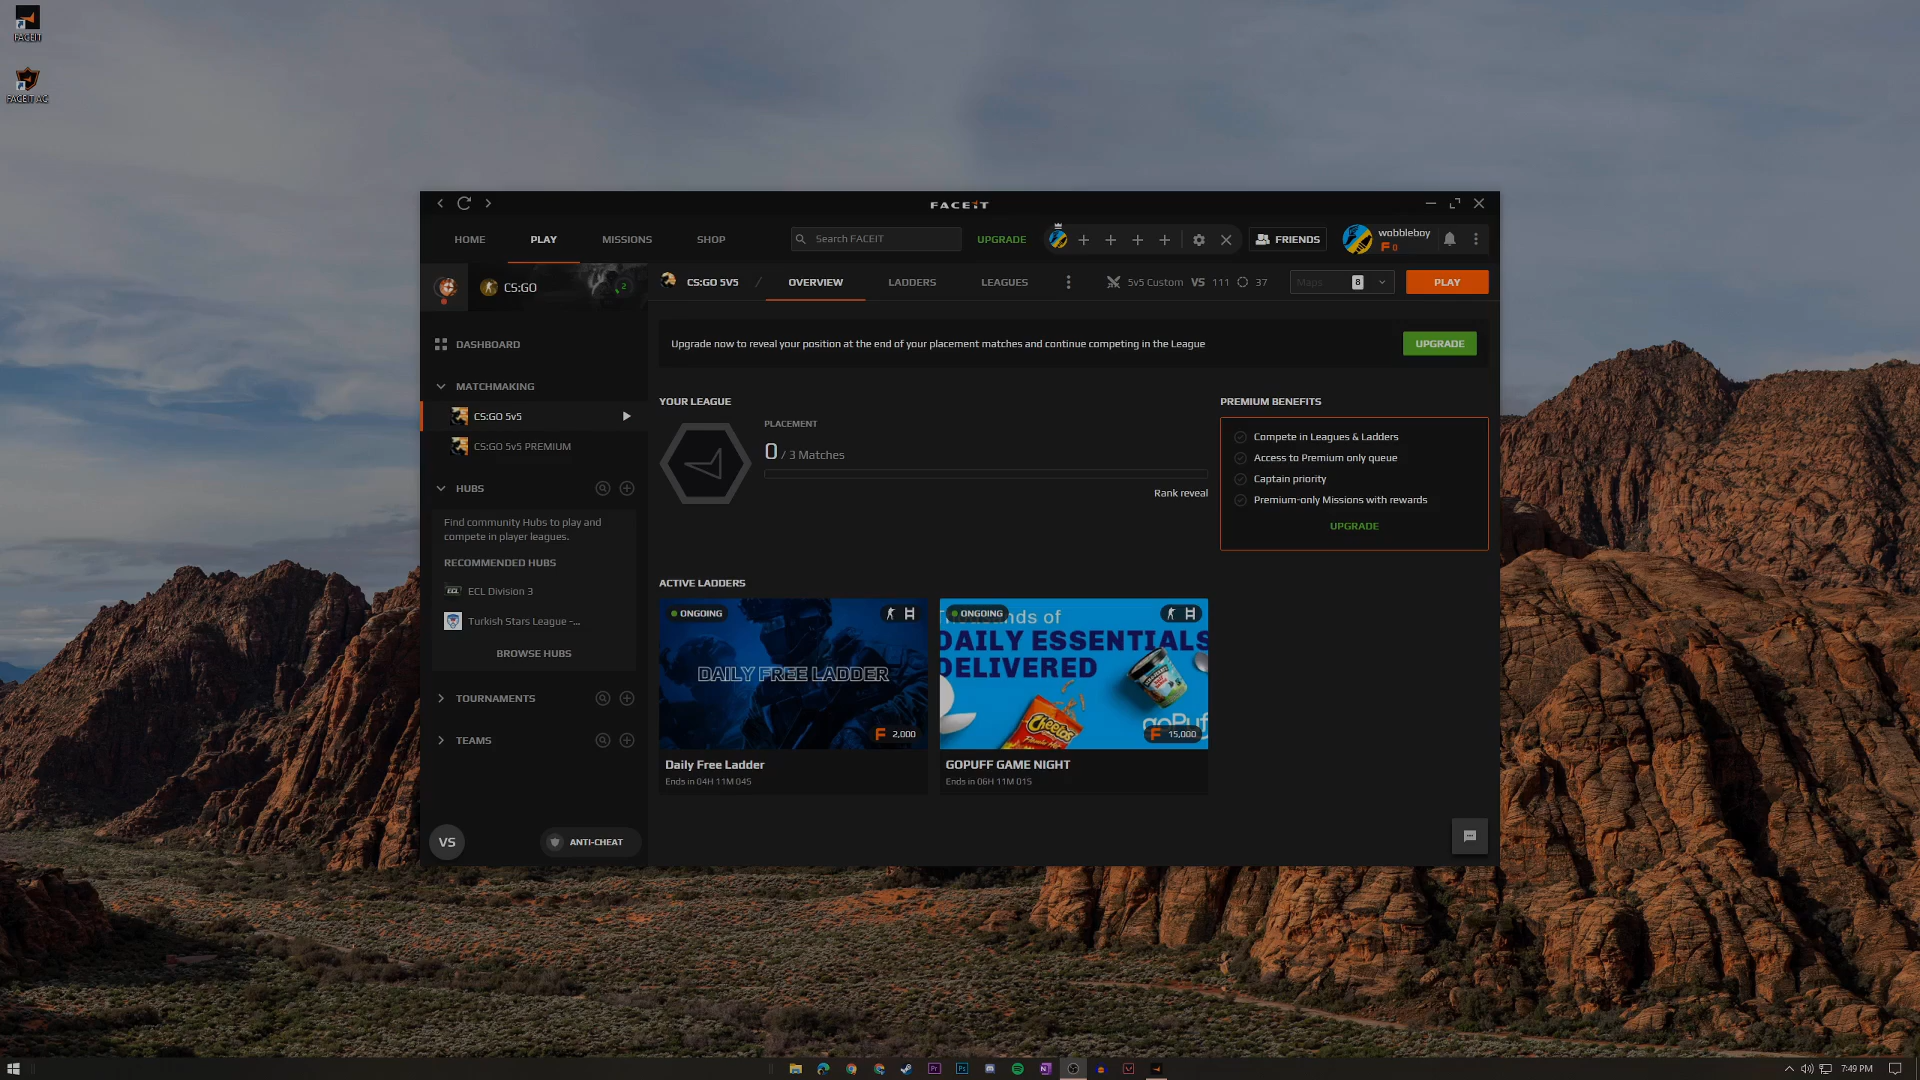 FACEIT
FACEIT AC
FACEIT
HOME
PLAY
MISSIONS
SHOP
Search FACEIT
UPGRADE
FRIENDS
wobbleboy
F 0
CS:GO
2
CS:GO 5V5
/
OVERVIEW
LADDERS
LEAGUES
5v5 Custom VS 111 37
Maps 8
PLAY
DASHBOARD
MATCHMAKING
CS:GO 5v5
CS:GO 5v5 PREMIUM
HUBS
Find community Hubs to play and
compete in player leagues.
RECOMMENDED HUBS
ECL ECL Division 3
Turkish Stars League -...
BROWSE HUBS
TOURNAMENTS
TEAMS
VS
ANTI-CHEAT
Upgrade now to reveal your position at the end of your placement matches and continue competing in the League
UPGRADE
YOUR LEAGUE
PLACEMENT
0 / 3 Matches
Rank reveal
PREMIUM BENEFITS
Compete in Leagues & Ladders
Access to Premium only queue
Captain priority
Premium-only Missions with rewards
UPGRADE
ACTIVE LADDERS
ONGOING
DAILY FREE LADDER
F 2,000
Daily Free Ladder
Ends in 04H 11M 04S
ONGOING
DAILY ESSENTIALS
DELIVERED
Cheetos
goPuff
F 15,000
GOPUFF GAME NIGHT
Ends in 06H 11M 01S
Pr
Ps
N
7:49 PM